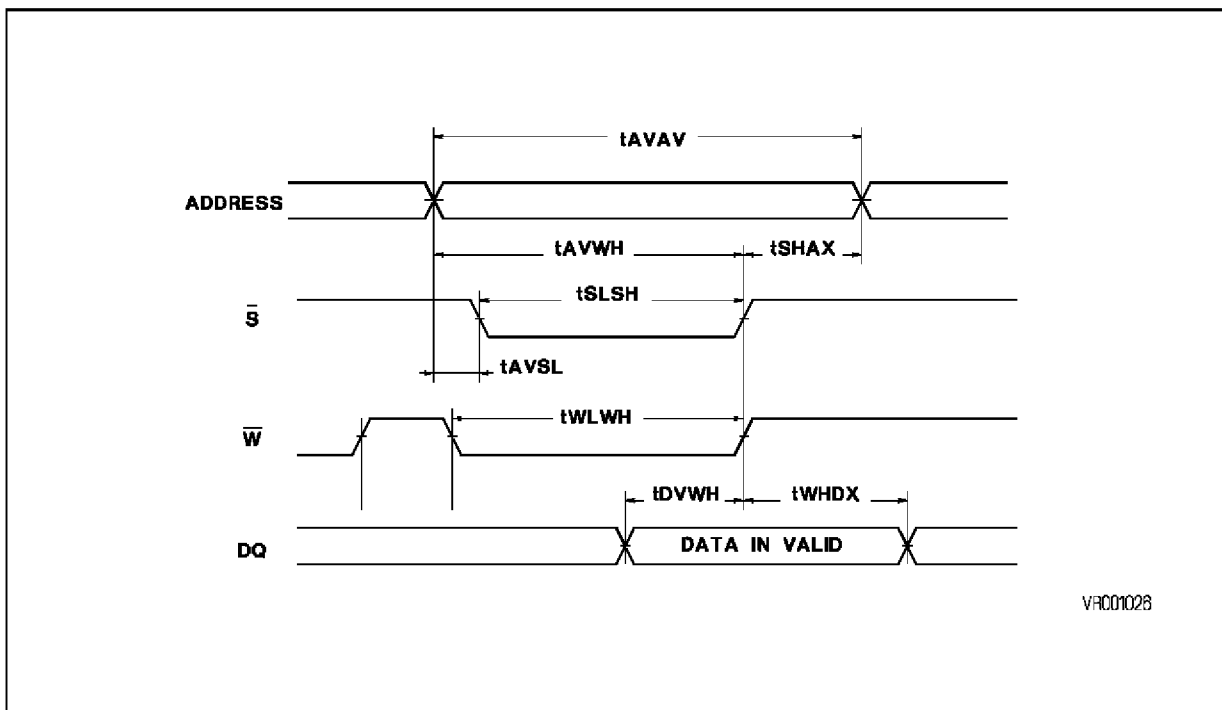 tAVAV
ADDRESS
tAVWH
tSHAX
tSLSH
S̅
tAVSL
tWLWH
W̅
tDVWH
tWHDX
DQ
DATA IN VALID
VR001026